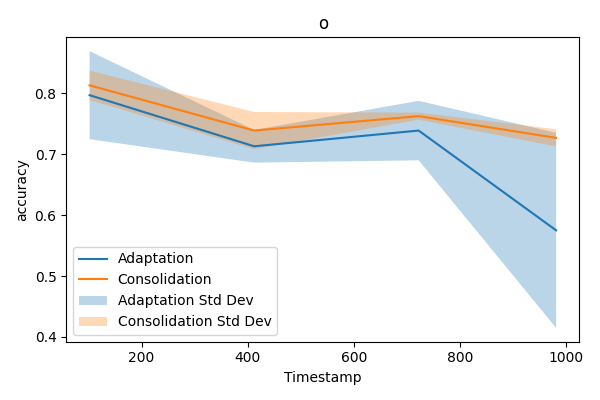 o
accuracy
0.8
0.7
0.6
0.5
0.4
Adaptation
Consolidation
Adaptation Std Dev
Consolidation Std Dev
200
400
600
800
1000
Timestamp